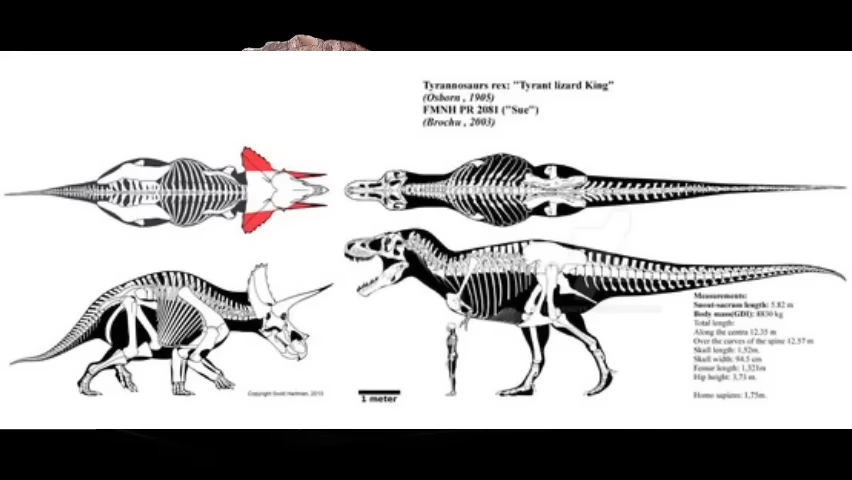 Tyrannosaurs rex: "Tyrant lizard King"
(Osborn , 1905)
FMNH PR 2081 ("Sue")
(Brochu , 2003)
Measurements:
Snout-sacrum length: 5.82 m
Body mass(GDI): 8830 kg
Total length:
Along the centra 12.35 m
Over the curves of the spine 12.57 m
Skull length: 1,52m.
Skull width: 94.5 cm
Femur length: 1,321m
Hip height: 3,73 m.
Homo sapiens: 1,75m.
Copyright Scott Hartman, 2013
1 meter